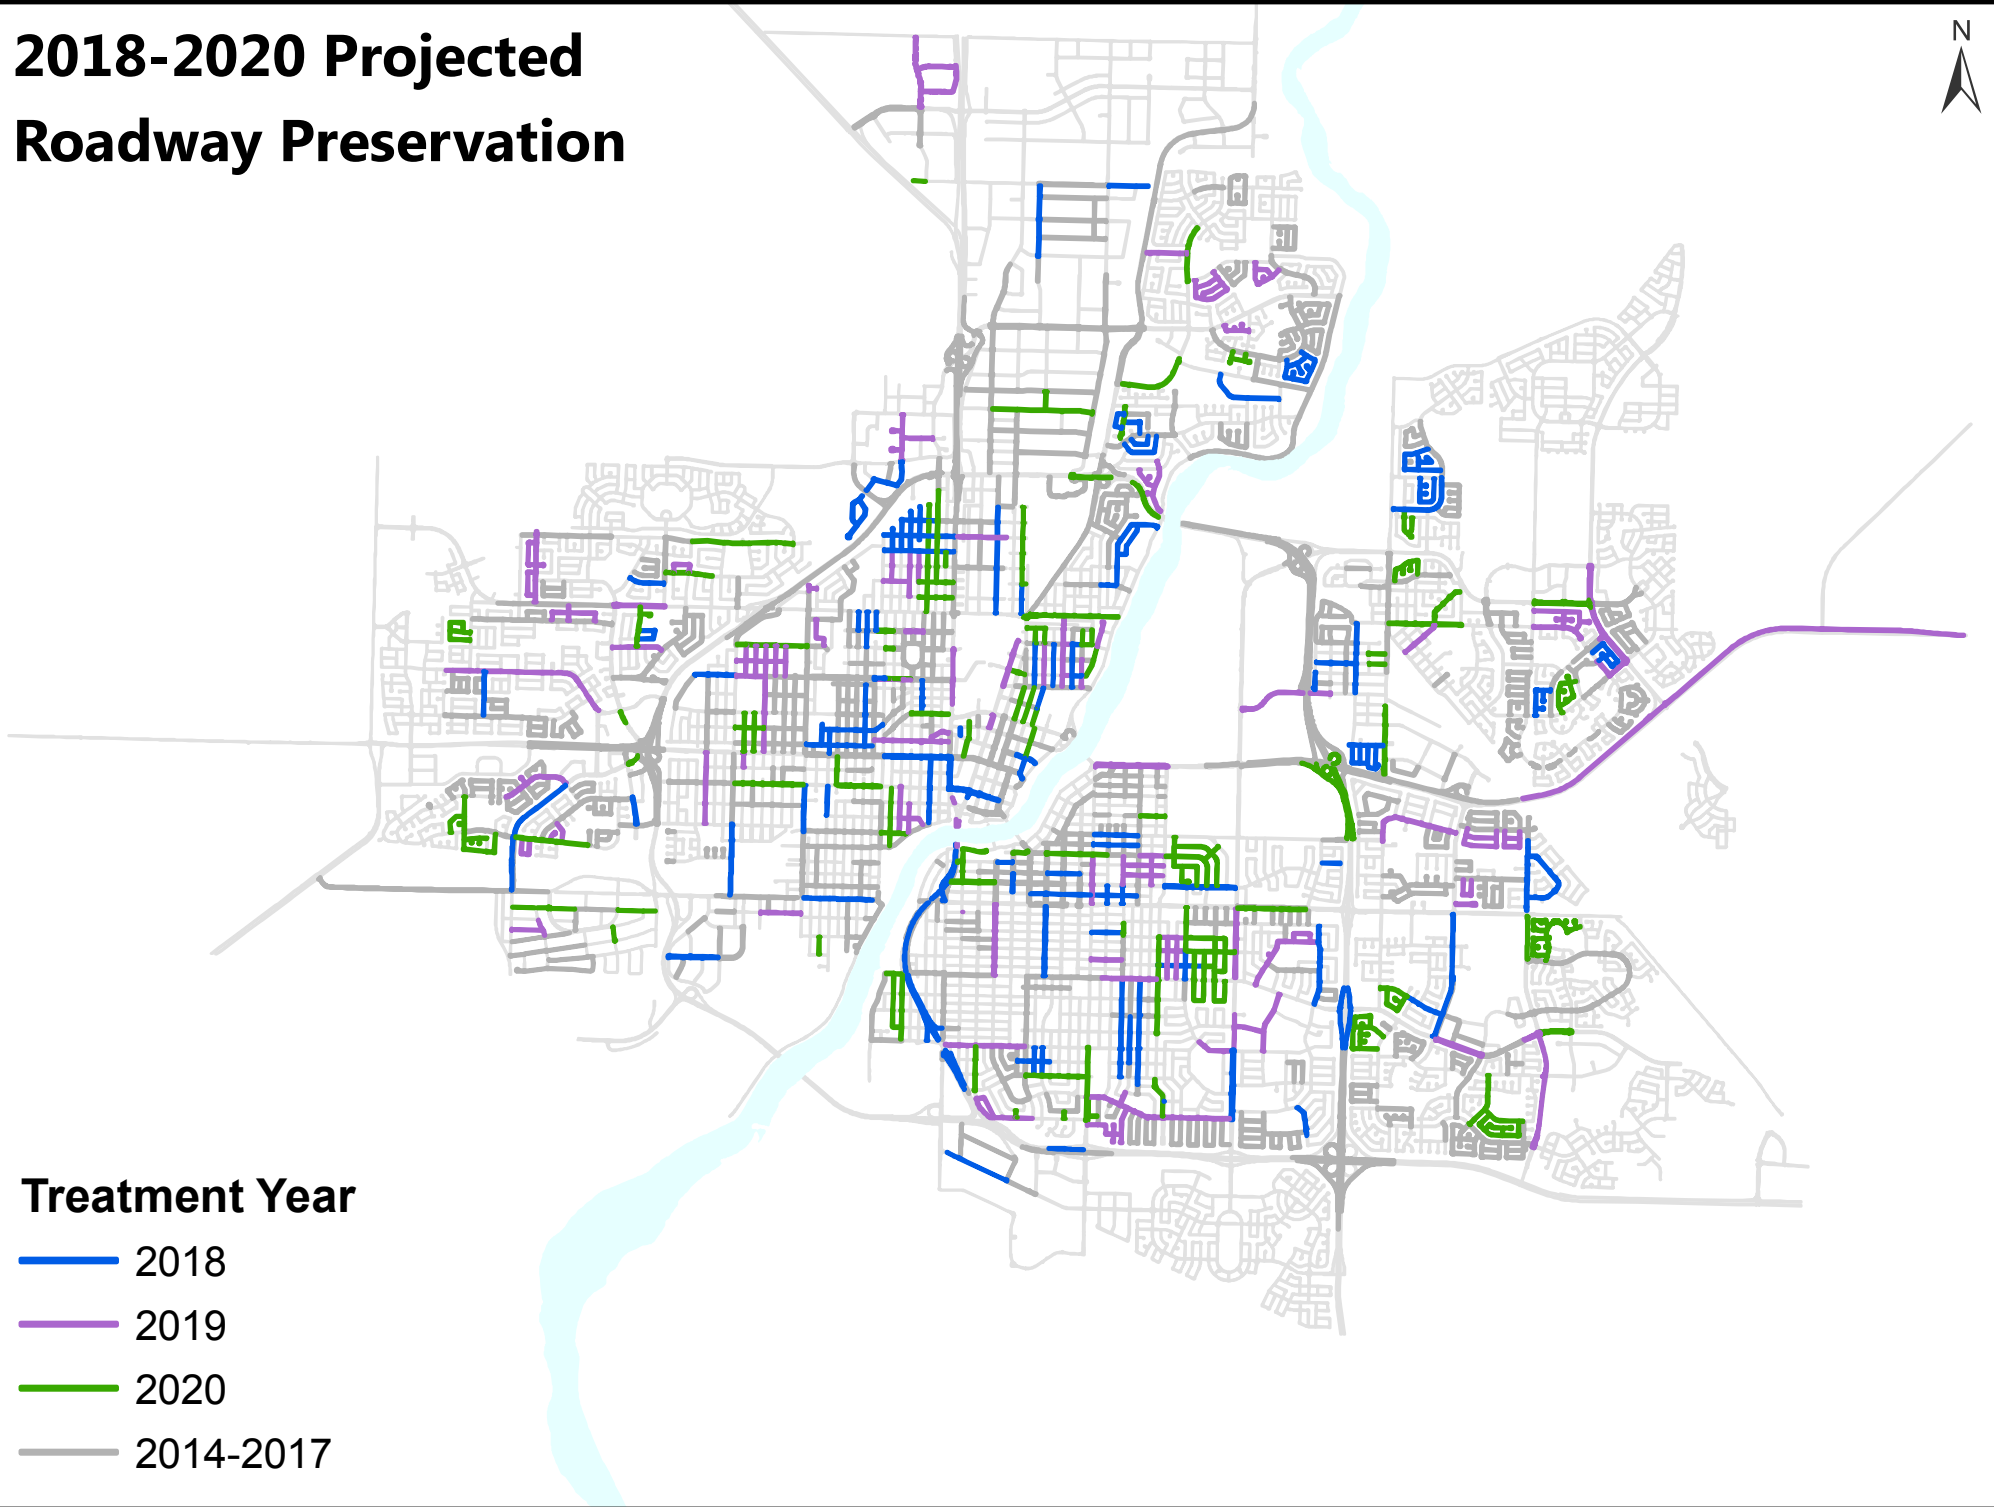 2018-2020 Projected
Roadway Preservation
N
Treatment Year
2018
2019
2020
2014-2017